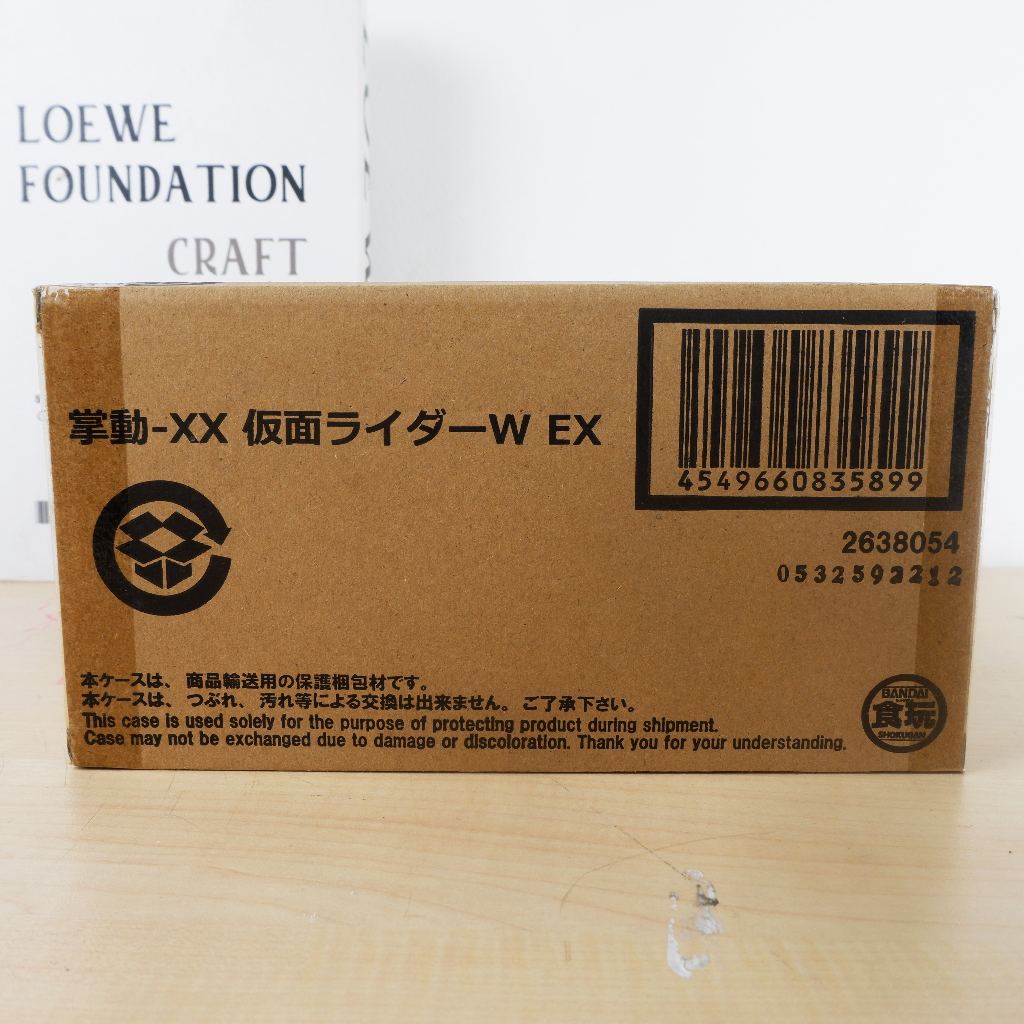 LOEWE
FOUNDATION
CRAFT
掌動-XX 仮面ライダーW EX
4549660835899
2638054
0532592212
本ケースは、商品輸送用の保護梱包材です。
本ケースは、つぶれ、汚れ等による交換は出来ません。ご了承下さい。
This case is used solely for the purpose of protecting product during shipment.
Case may not be exchanged due to damage or discoloration. Thank you for your understanding.
BANDAI
食玩
SHOKUGAN